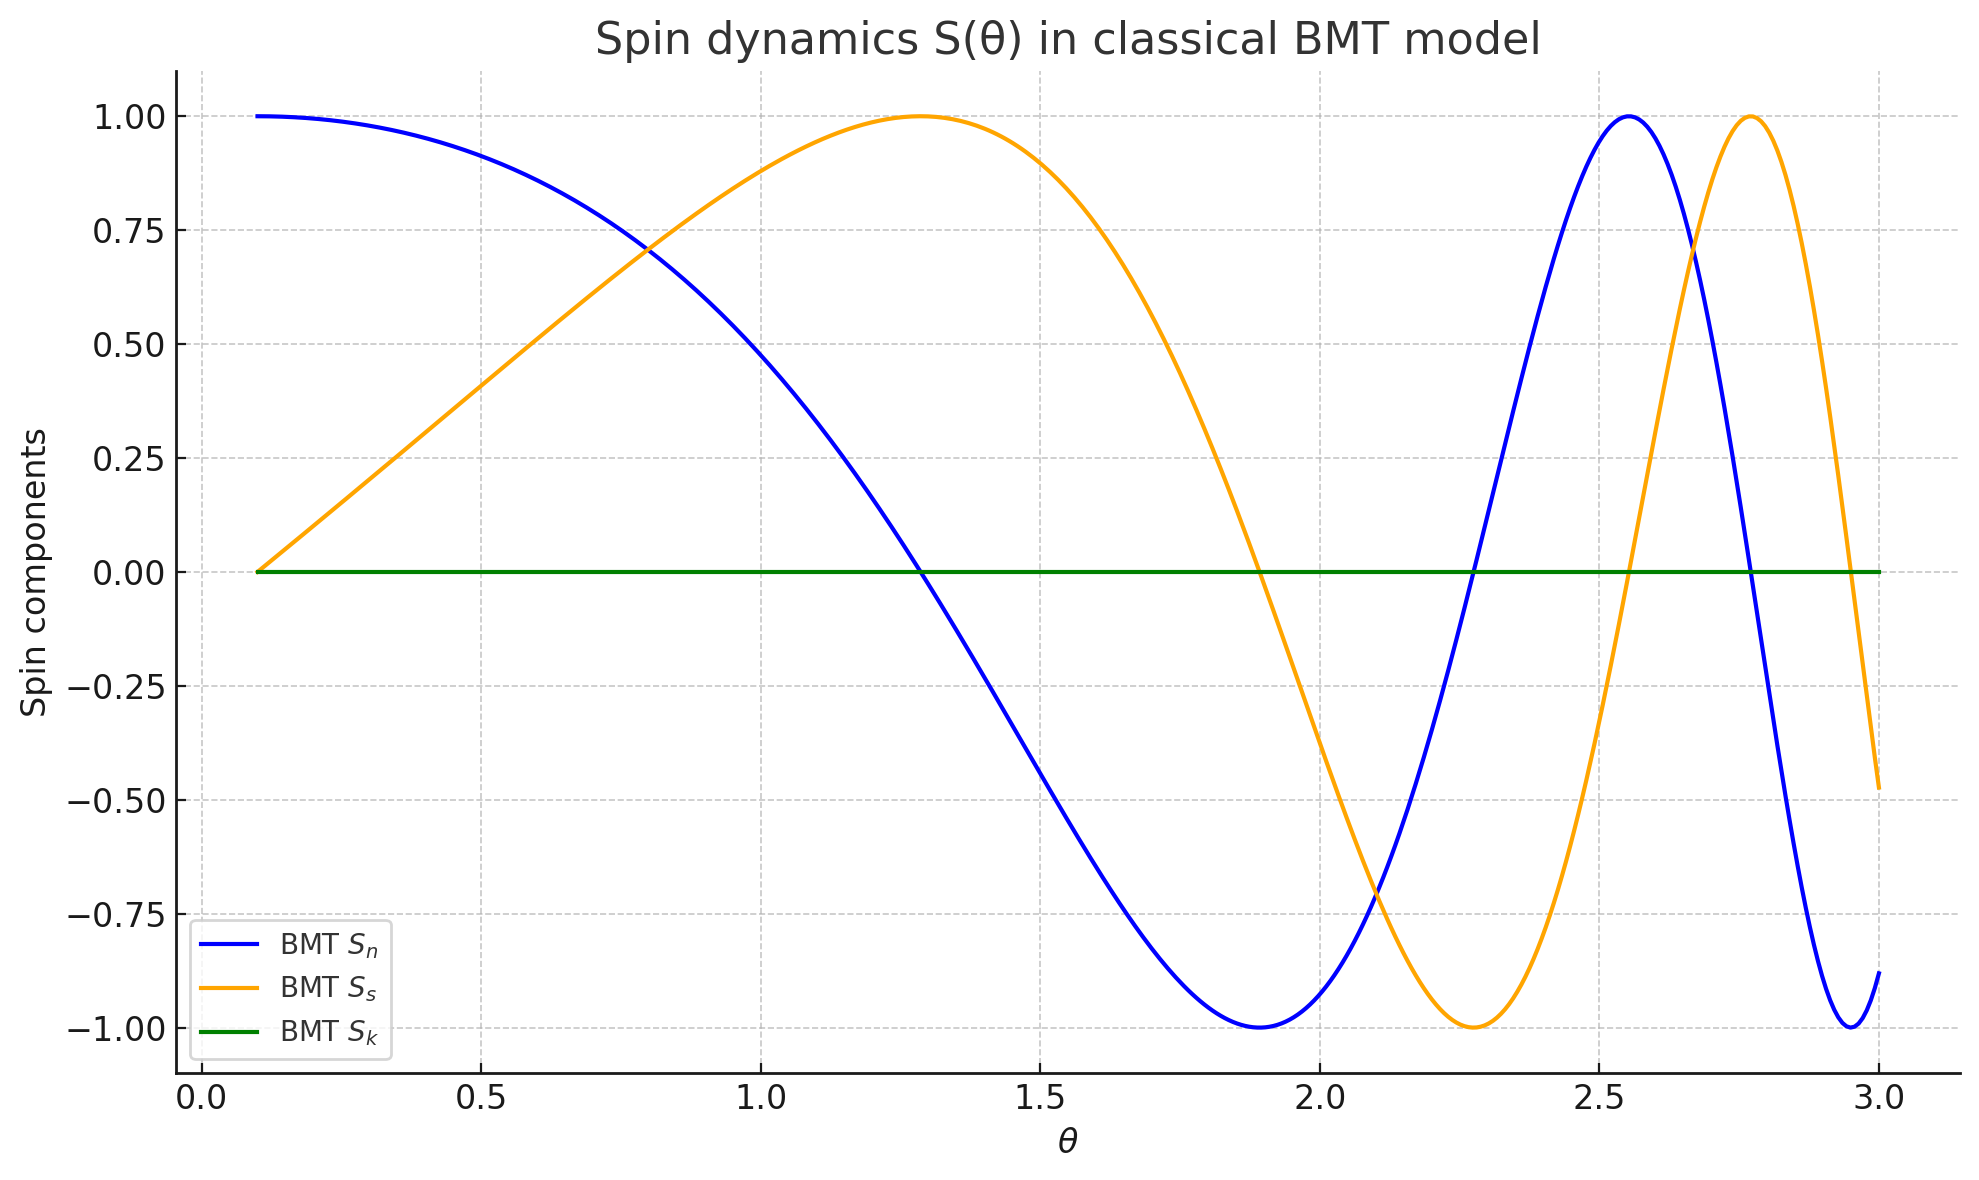 Spin dynamics S(θ) in classical BMT model
1.00
0.75
0.50
0.25
0.00
−0.25
−0.50
−0.75
−1.00
Spin components
BMT Sₙ
BMT Sₛ
BMT Sₖ
0.0 0.5 1.0 1.5 2.0 2.5 3.0
θ